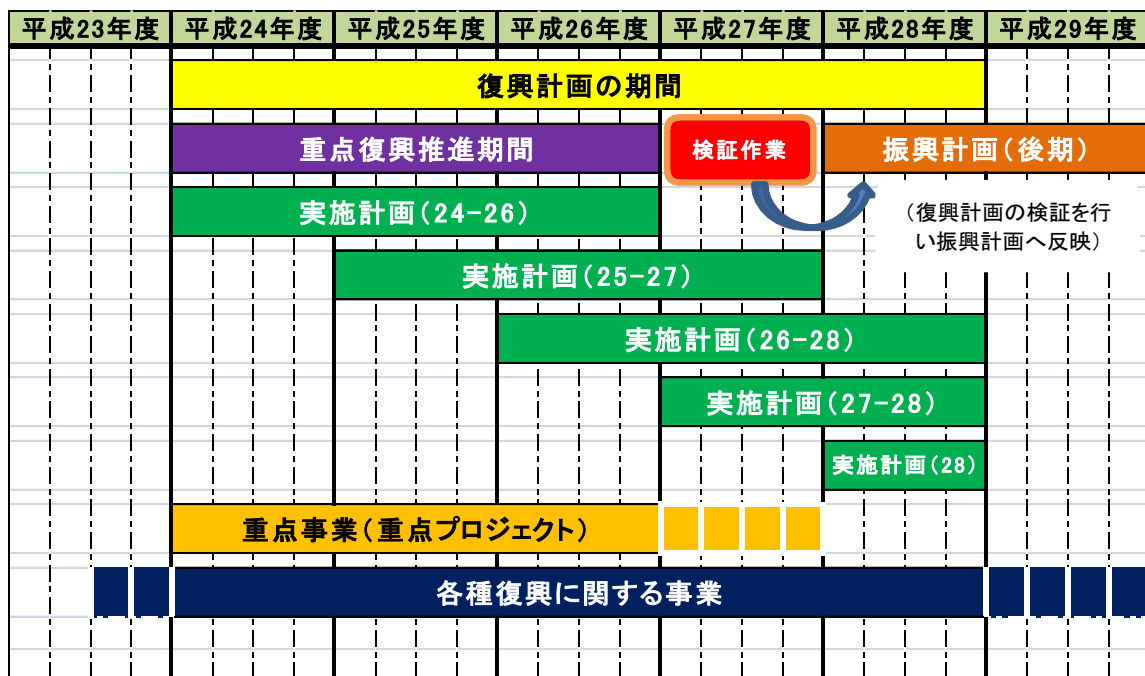 平成23年度 平成24年度 平成25年度 平成26年度 平成27年度 平成28年度 平成29年度
復興計画の期間
重点復興推進期間
検証作業
振興計画(後期)
(復興計画の検証を行
い振興計画へ反映)
実施計画(24-26)
実施計画(25-27)
実施計画(26-28)
実施計画(27-28)
実施計画(28)
重点事業(重点プロジェクト)
各種復興に関する事業